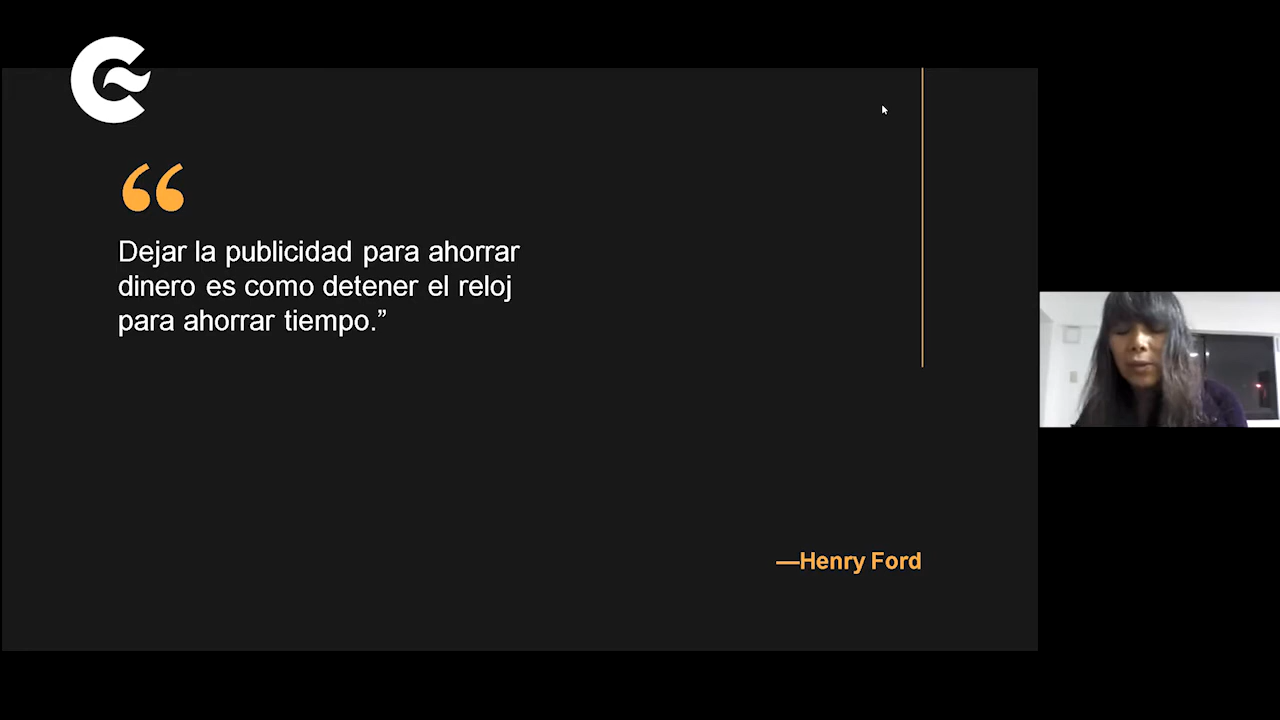 “
Dejar la publicidad para ahorrar
dinero es como detener el reloj
para ahorrar tiempo.”
—Henry Ford